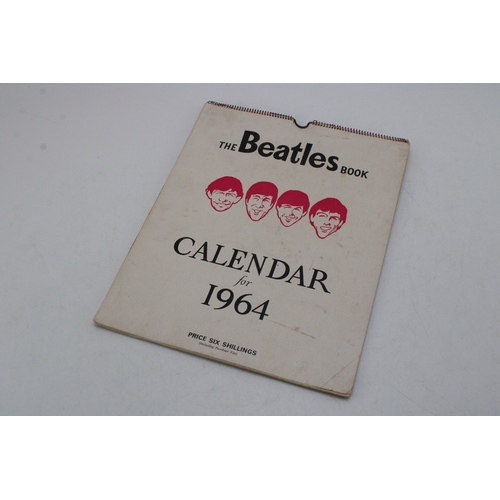 THE Beatles BOOK
CALENDAR
for
1964
PRICE SIX SHILLINGS